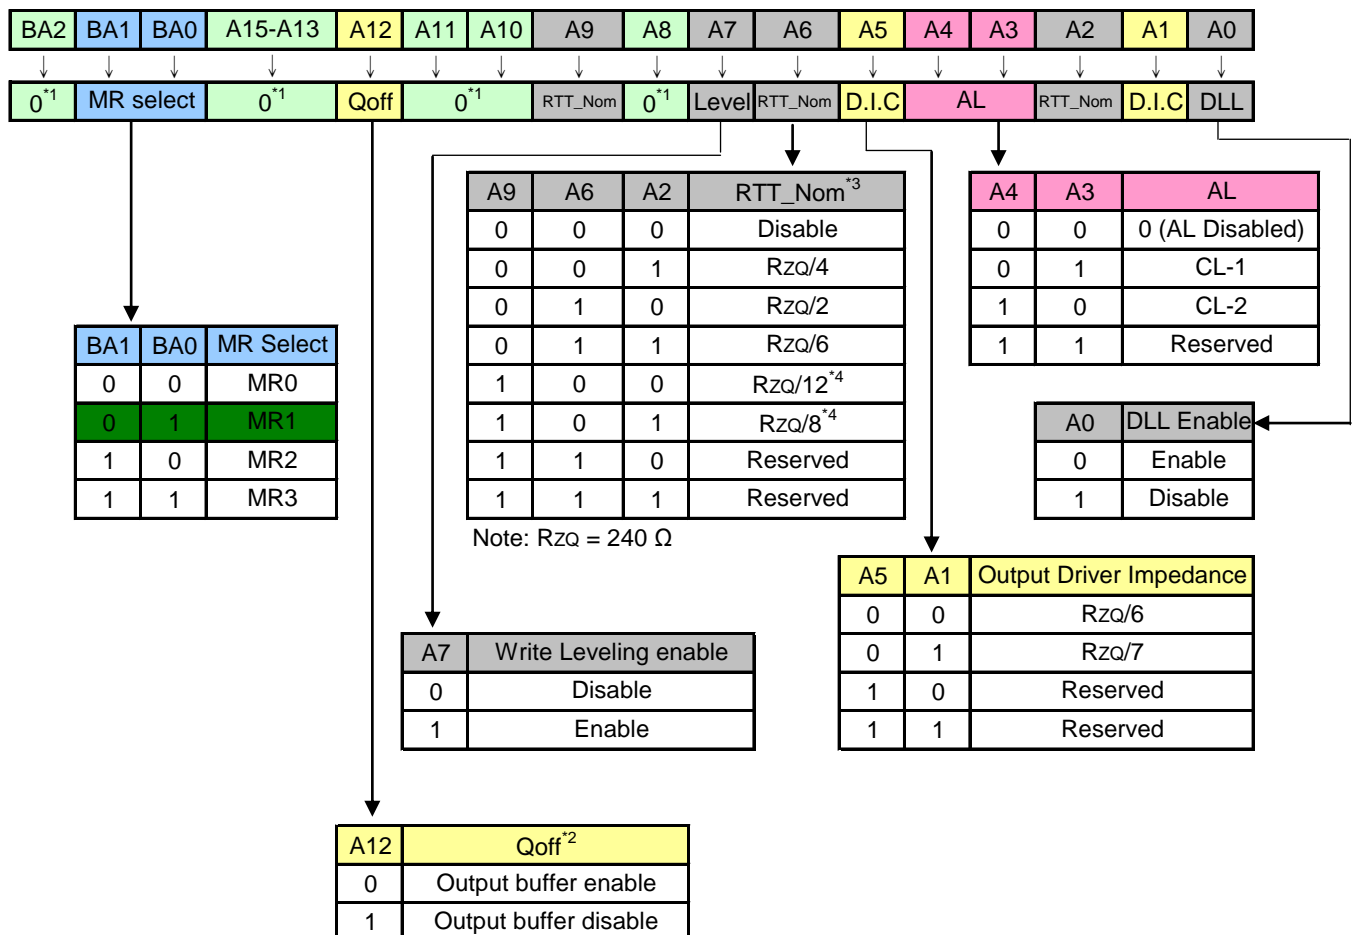 BA2 BA1 BA0 A15-A13 A12 A11 A10 A9 A8 A7 A6 A5 A4 A3 A2 A1 A0
0*1 MR select 0*1 Qoff 0*1 RTT_Nom 0*1 Level RTT_Nom D.I.C AL RTT_Nom D.I.C DLL
A9 A6 A2 RTT_Nom*3
0 0 0 Disable
0 0 1 RZQ/4
0 1 0 RZQ/2
0 1 1 RZQ/6
1 0 0 RZQ/12*4
1 0 1 RZQ/8*4
1 1 0 Reserved
1 1 1 Reserved
Note: RZQ = 240 Ω
A4 A3 AL
0 0 0 (AL Disabled)
0 1 CL-1
1 0 CL-2
1 1 Reserved
BA1 BA0 MR Select
0 0 MR0
0 1 MR1
1 0 MR2
1 1 MR3
A0 DLL Enable
0 Enable
1 Disable
A5 A1 Output Driver Impedance
0 0 RZQ/6
0 1 RZQ/7
1 0 Reserved
1 1 Reserved
A7 Write Leveling enable
0 Disable
1 Enable
A12 Qoff*2
0 Output buffer enable
1 Output buffer disable